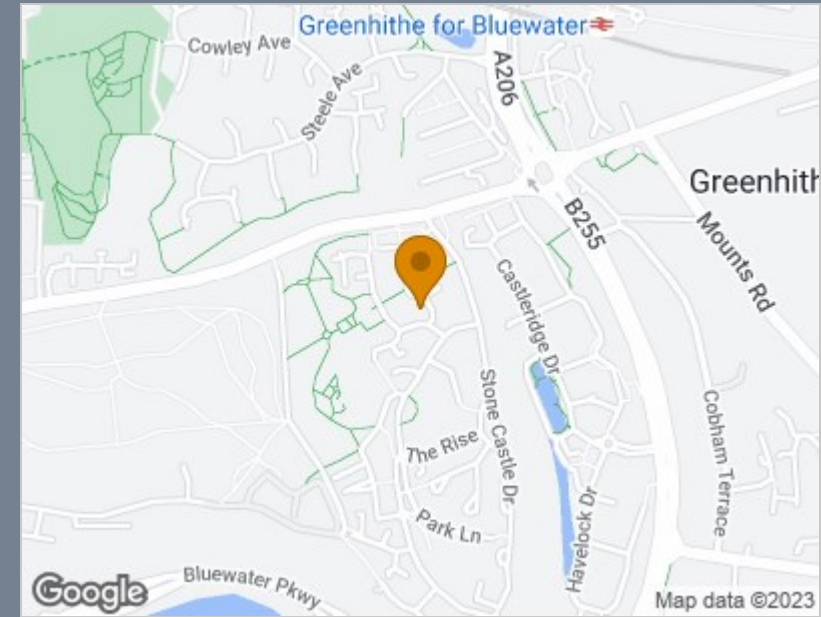 Greenhithe for Bluewater
Cowley Ave
A206
Steele Ave
Greenhith
B255
Mounts Rd
Castleridge Dr
Stone Castle Dr
Cobham Terrace
The Rise
Havelock Dr
Park Ln
Bluewater Pkwy
Google
Map data ©2023